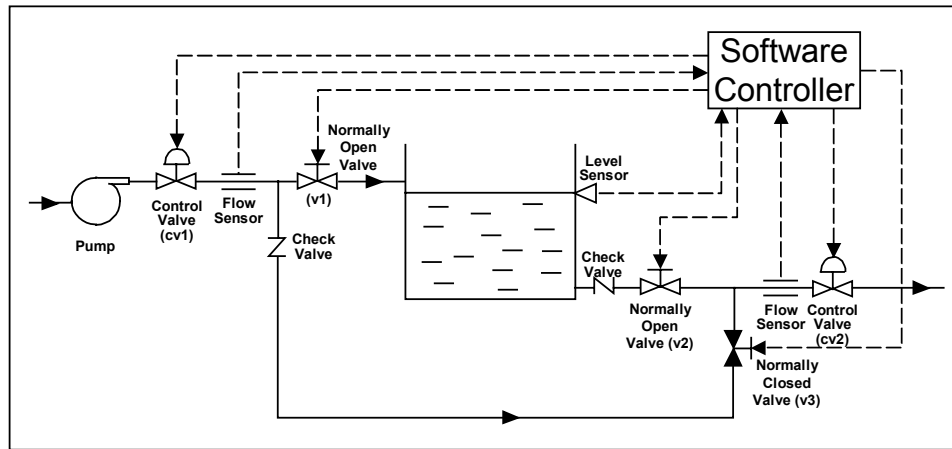 Software
Controller
Normally
Open
Valve
(v1)
Level
Sensor
Control
Valve
(cv1)
Flow
Sensor
Pump
Check
Valve
Check
Valve
Normally
Open
Valve (v2)
Flow
Sensor
Control
Valve
(cv2)
Normally
Closed
Valve (v3)